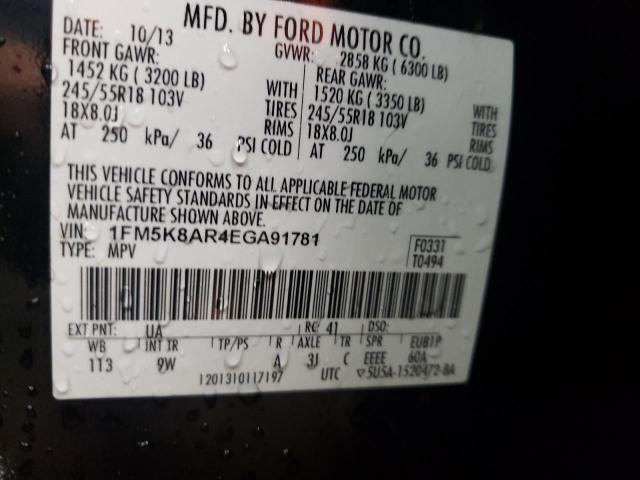 MFD. BY FORD MOTOR CO.
DATE: 10/13 GVWR: 2858 KG ( 6300 LB)
FRONT GAWR: REAR GAWR:
1452 KG ( 3200 LB) WITH 1520 KG ( 3350 LB) WITH
245/55R18 103V TIRES 245/55R18 103V TIRES
18X8.0J RIMS 18X8.0J RIMS
AT 250 kPa/ 36 PSI COLD AT 250 kPa/ 36 PSI COLD
THIS VEHICLE CONFORMS TO ALL APPLICABLE FEDERAL MOTOR
VEHICLE SAFETY STANDARDS IN EFFECT ON THE DATE OF
MANUFACTURE SHOWN ABOVE.
VIN: 1FM5K8AR4EGA91781 F0331
TYPE: MPV T0494
EXT PNT: UA RC: 41 DSO:
WB INT TR TP/PS R AXLE TR SPR EUB1P
113 9W A 3J C EEEE 60A
1201310117197 UTC ▽5U5A-1520472-BA